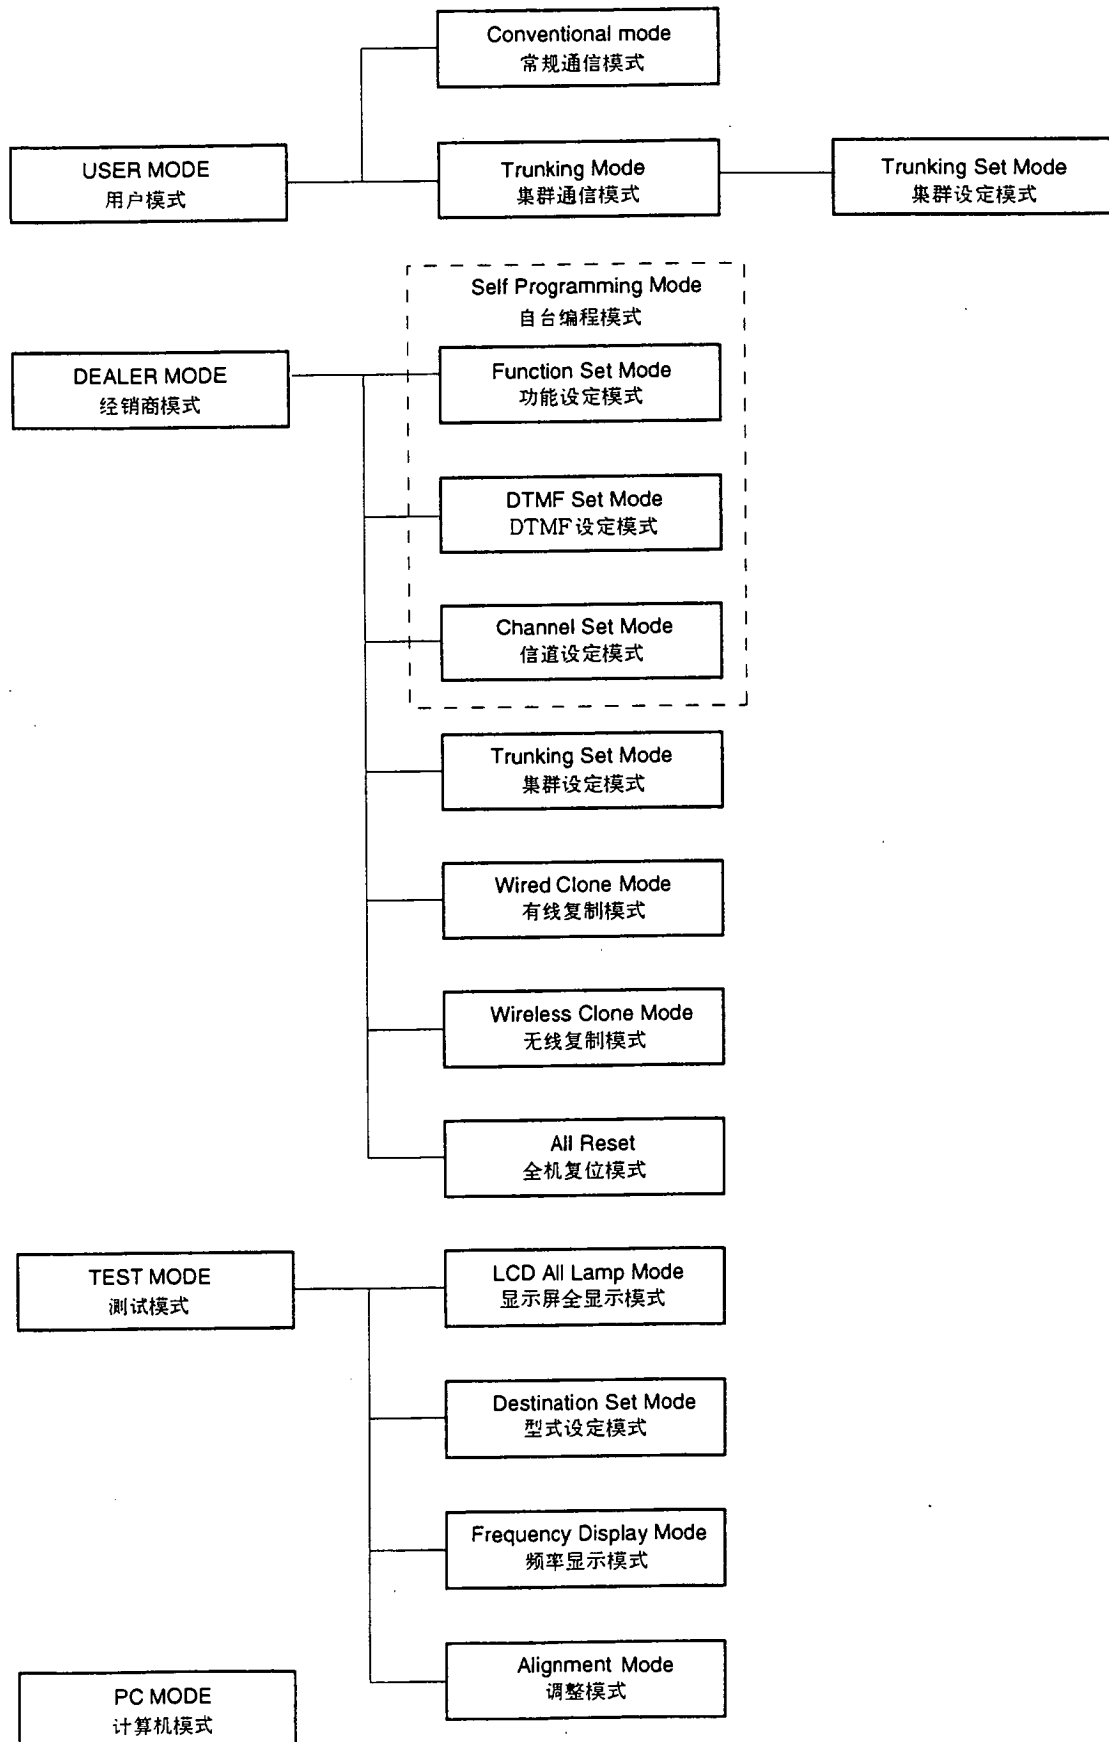 Conventional mode
常规通信模式
USER MODE
用户模式
Trunking Mode
集群通信模式
Trunking Set Mode
集群设定模式
Self Programming Mode
自台编程模式
DEALER MODE
经销商模式
Function Set Mode
功能设定模式
DTMF Set Mode
DTMF 设定模式
Channel Set Mode
信道设定模式
Trunking Set Mode
集群设定模式
Wired Clone Mode
有线复制模式
Wireless Clone Mode
无线复制模式
All Reset
全机复位模式
TEST MODE
测试模式
LCD All Lamp Mode
显示屏全显示模式
Destination Set Mode
型式设定模式
Frequency Display Mode
频率显示模式
Alignment Mode
调整模式
PC MODE
计算机模式